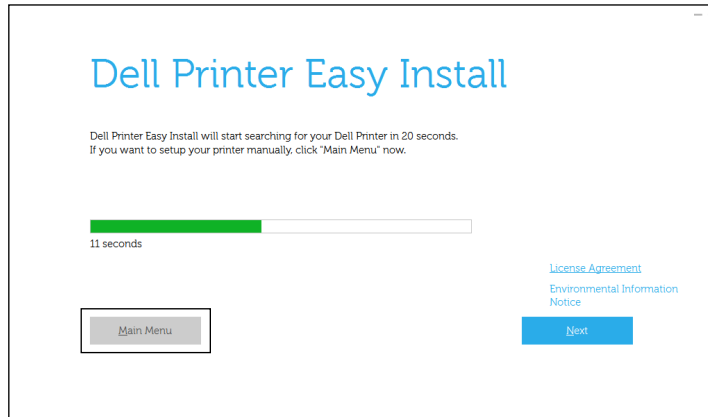 Dell Printer Easy Install
Dell Printer Easy Install will start searching for your Dell Printer in 20 seconds.
If you want to setup your printer manually, click "Main Menu" now.
11 seconds
License Agreement
Environmental Information
Notice
Main Menu
Next